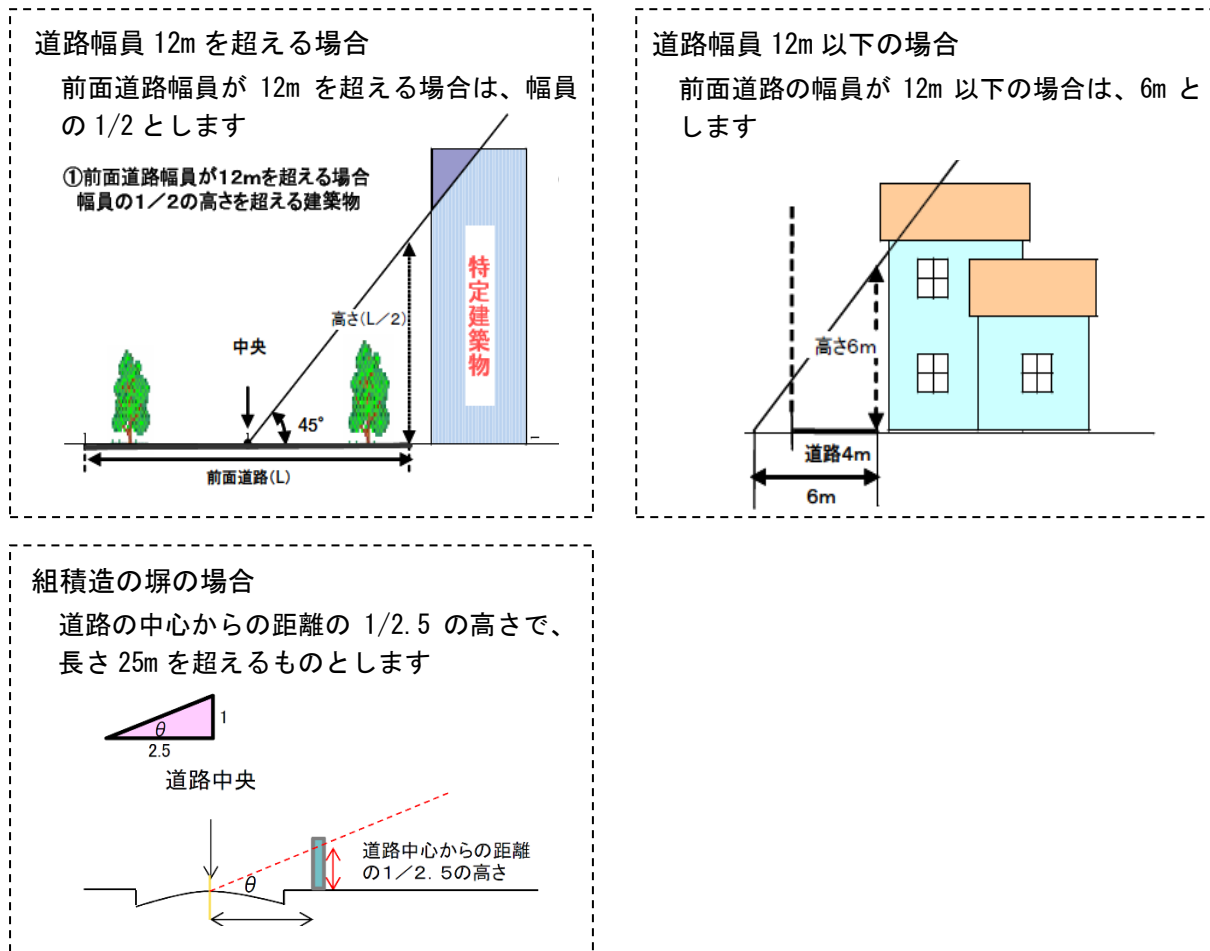 道路幅員 12m を超える場合
前面道路幅員が 12m を超える場合は、幅員
の 1/2 とします
①前面道路幅員が12mを超える場合
幅員の1/2の高さを超える建築物
特定建築物
高さ(L/2)
中央
45°
前面道路(L)
道路幅員 12m 以下の場合
前面道路の幅員が 12m 以下の場合は、6m と
します
高さ6m
道路4m
6m
組積造の塀の場合
道路の中心からの距離の 1/2.5 の高さで、
長さ 25m を超えるものとします
θ
1
2.5
道路中央
道路中心からの距離
の1/2.5の高さ
θ